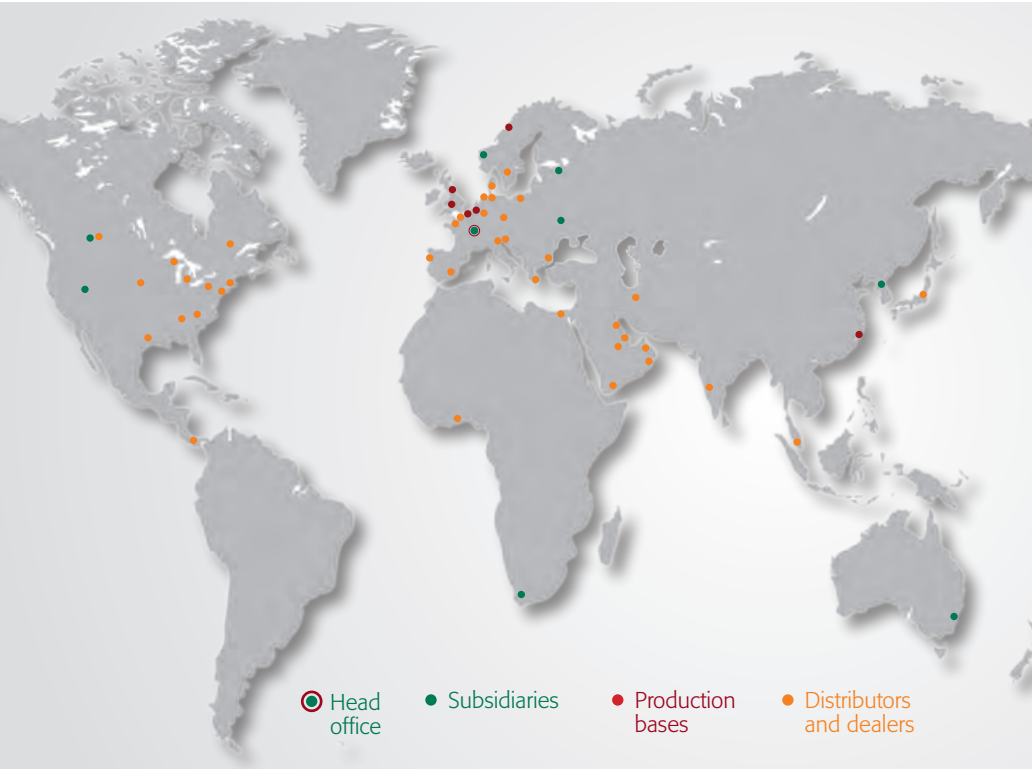 Head
office
Subsidiaries
Production
bases
Distributors
and dealers